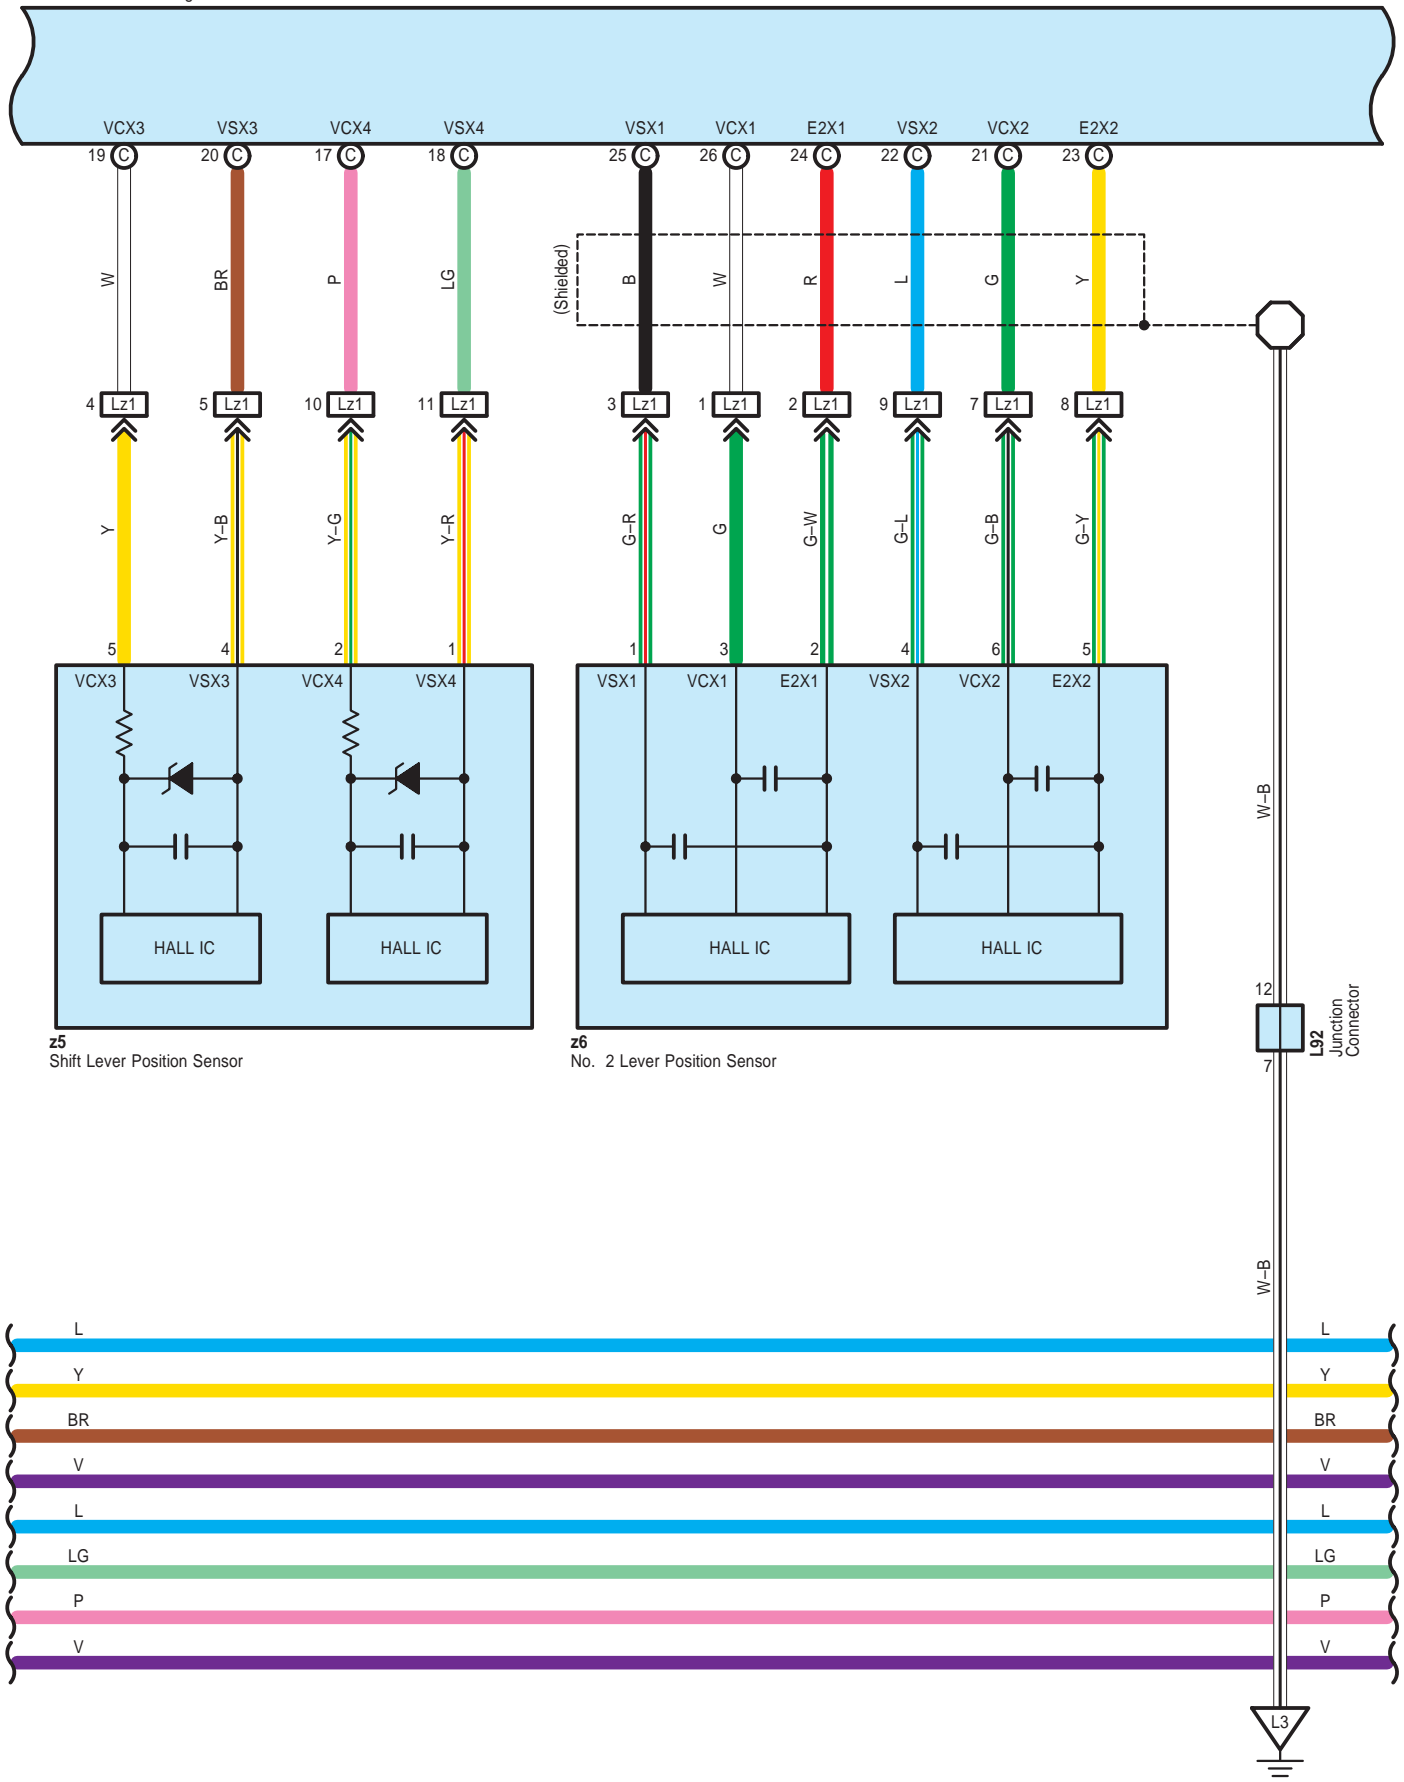 VCX3 VSX3 VCX4 VSX4 VSX1 VCX1 E2X1 VSX2 VCX2 E2X2
19 C 20 C 17 C 18 C 25 C 26 C 24 C 22 C 21 C 23 C
(Shielded)
W BR P LG B W R L G Y
4 Lz1 5 Lz1 10 Lz1 11 Lz1 3 Lz1 1 Lz1 2 Lz1 9 Lz1 7 Lz1 8 Lz1
Y Y–B Y–G Y–R G–R G G–W G–L G–B G–Y
5 4 2 1 1 3 2 4 6 5
VCX3 VSX3 VCX4 VSX4 VSX1 VCX1 E2X1 VSX2 VCX2 E2X2
W–B
HALL IC HALL IC HALL IC HALL IC
12
L92
Junction
Connector
7
z5
Shift Lever Position Sensor
z6
No. 2 Lever Position Sensor
W–B
L L
Y Y
BR BR
V V
L L
LG LG
P P
V V
L3